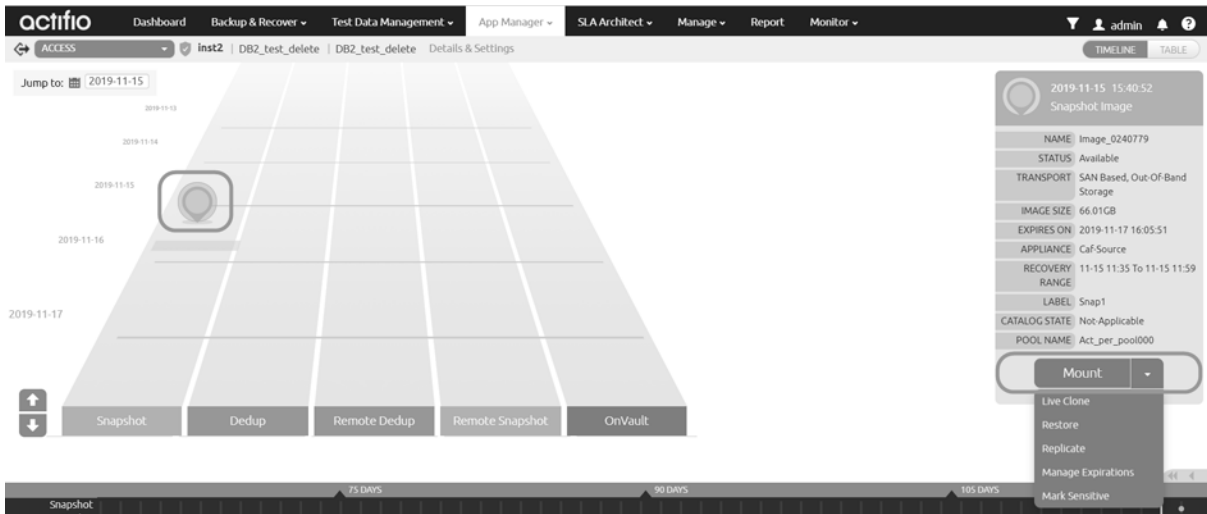 actifio Dashboard Backup & Recover Test Data Management App Manager SLA Architect Manage Report Monitor admin ?
ACCESS inst2 | DB2_test_delete | DB2_test_delete Details & Settings TIMELINE TABLE
Jump to: 2019-11-15
2019-11-13
2019-11-14
2019-11-15
2019-11-16
2019-11-17
Snapshot Dedup Remote Dedup Remote Snapshot OnVault
2019-11-15 15:40:52
Snapshot Image
NAME Image_0240779
STATUS Available
TRANSPORT SAN Based, Out-Of-Band
Storage
IMAGE SIZE 66.01GB
EXPIRES ON 2019-11-17 16:05:51
APPLIANCE Caf-Source
RECOVERY 11-15 11:35 To 11-15 11:59
RANGE
LABEL Snap1
CATALOG STATE Not-Applicable
POOL NAME Act_per_pool000
Mount
Live Clone
Restore
Replicate
Manage Expirations
Mark Sensitive
75 DAYS 90 DAYS 105 DAYS
Snapshot